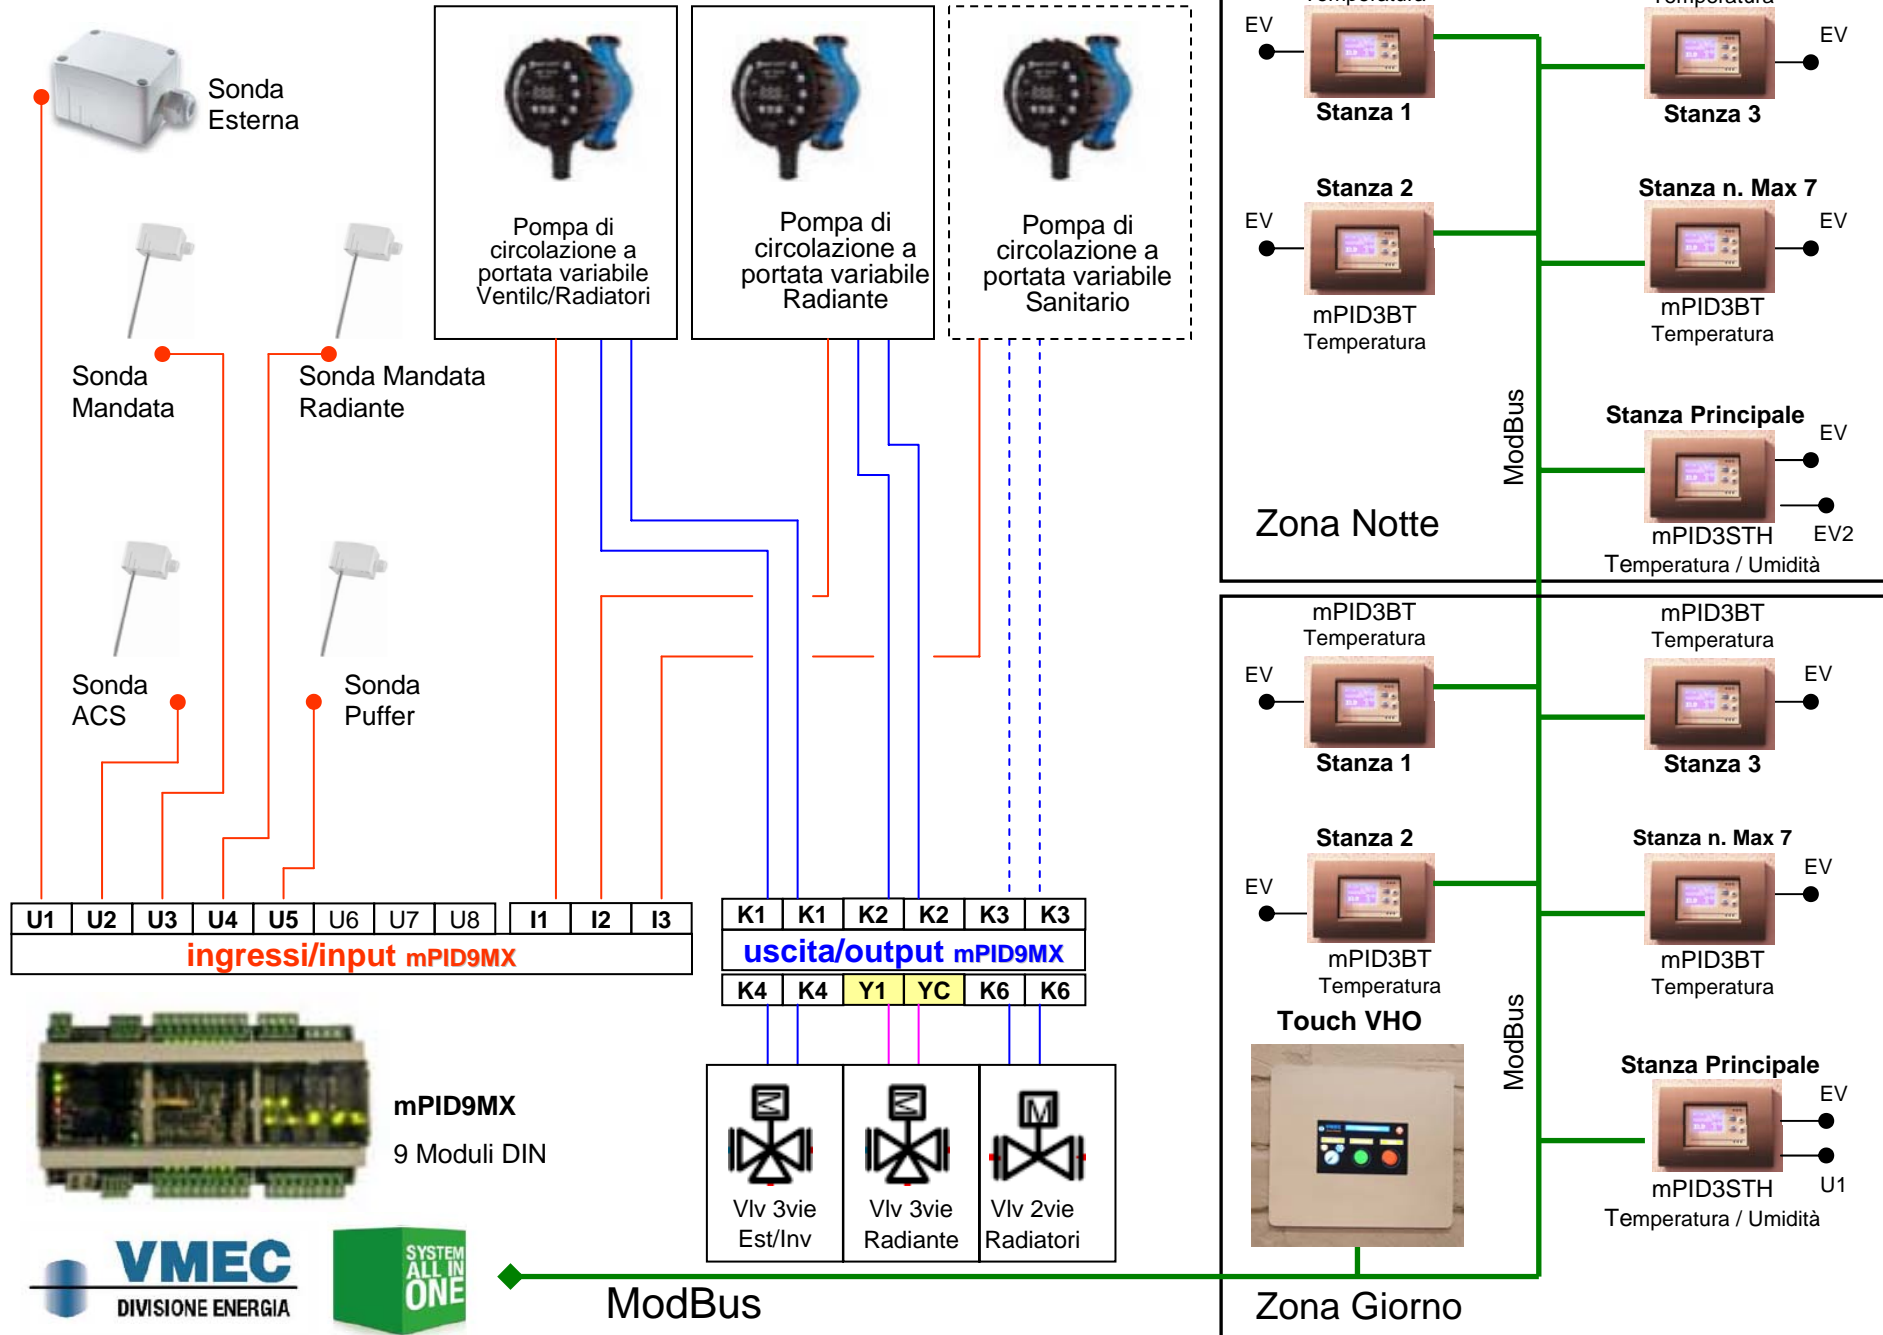 Sonda
Esterna
Pompa di
circolazione a
portata variabile
Ventilc/Radiatori
Pompa di
circolazione a
portata variabile
Radiante
Pompa di
circolazione a
portata variabile
Sanitario
Sonda
Mandata
Sonda Mandata
Radiante
Sonda
ACS
Sonda
Puffer
U1 U2 U3 U4 U5 U6 U7 U8 I1 I2 I3
ingressi/input mPID9MX
K1 K1 K2 K2 K3 K3
uscita/output mPID9MX
K4 K4 Y1 YC K6 K6
mPID9MX
9 Moduli DIN
M
Vlv 3vie
Est/Inv
M
Vlv 3vie
Radiante
M
Vlv 2vie
Radiatori
VMEC
DIVISIONE ENERGIA
SYSTEM
ALL IN
ONE
ModBus
Temperatura
EV
Stanza 1
Temperatura
EV
Stanza 3
Stanza 2
EV
mPID3BT
Temperatura
Stanza n. Max 7
EV
mPID3BT
Temperatura
ModBus
Stanza Principale
EV
EV2
mPID3STH
Temperatura / Umidità
Zona Notte
mPID3BT
Temperatura
EV
Stanza 1
mPID3BT
Temperatura
EV
Stanza 3
Stanza 2
EV
mPID3BT
Temperatura
Stanza n. Max 7
EV
mPID3BT
Temperatura
Touch VHO
VMEC
ModBus
Stanza Principale
EV
U1
mPID3STH
Temperatura / Umidità
Zona Giorno